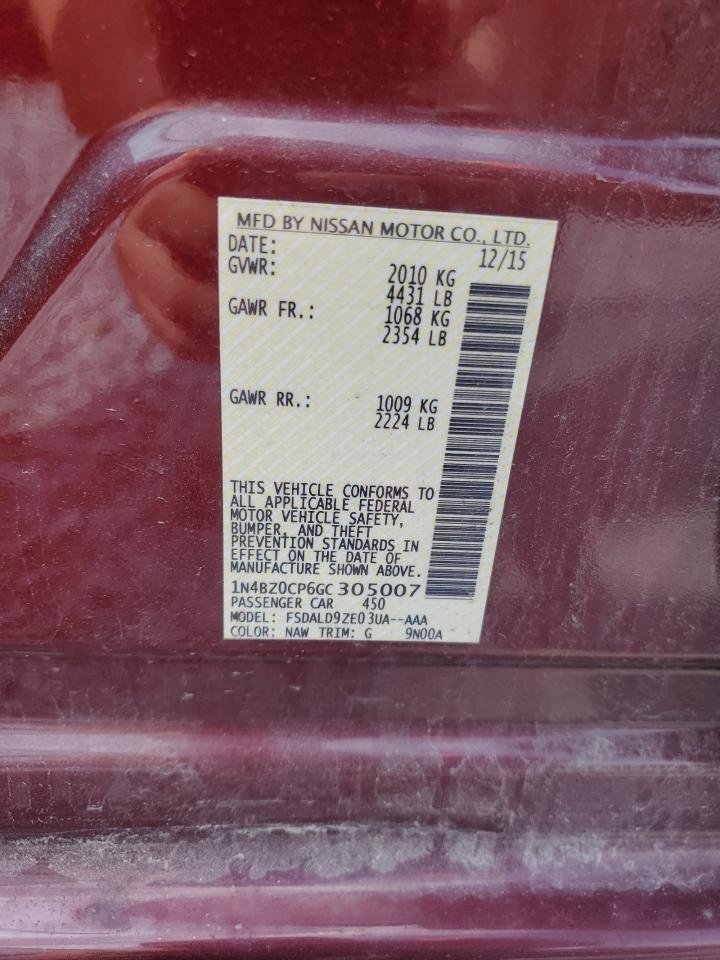 MFD BY NISSAN MOTOR CO., LTD.
DATE: 12/15
GVWR: 2010 KG
4431 LB
GAWR FR.: 1068 KG
2354 LB
GAWR RR.: 1009 KG
2224 LB
THIS VEHICLE CONFORMS TO
ALL APPLICABLE FEDERAL
MOTOR VEHICLE SAFETY,
BUMPER, AND THEFT
PREVENTION STANDARDS IN
EFFECT ON THE DATE OF
MANUFACTURE SHOWN ABOVE.
1N4BZ0CP6GC 305007
PASSENGER CAR 450
MODEL: FSDALD9ZE03UA--AAA
COLOR: NAW TRIM: G 9N00A